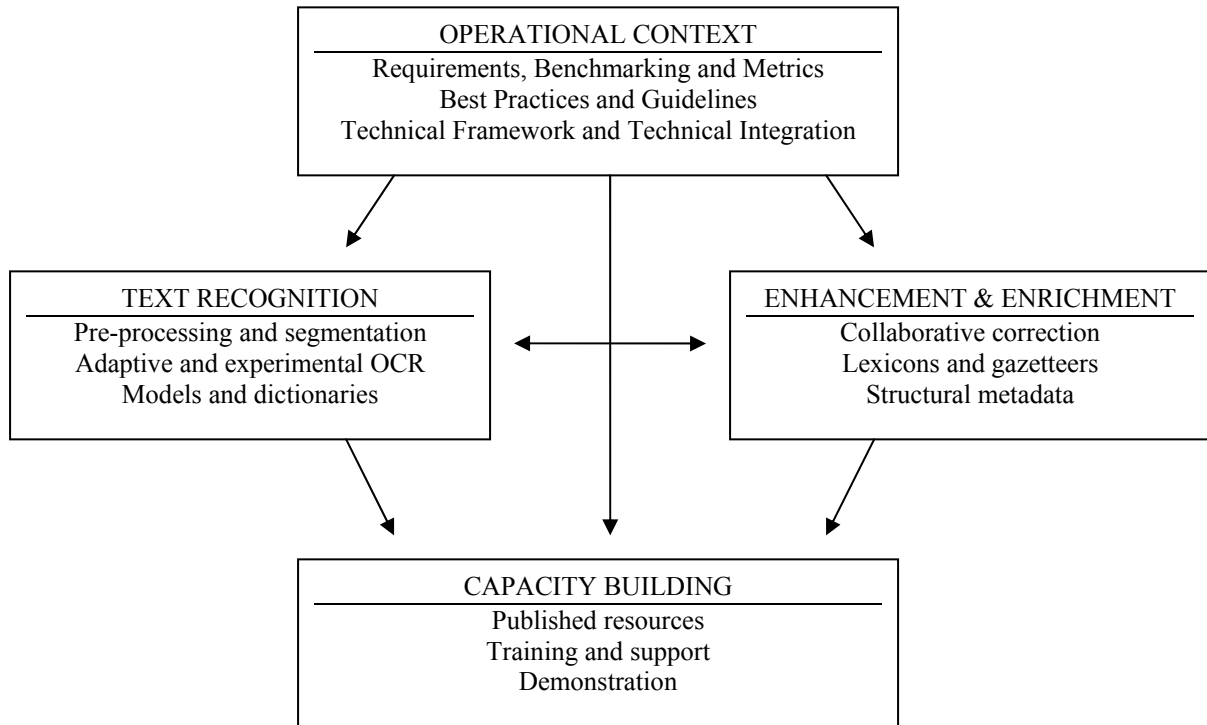 OPERATIONAL CONTEXT
Requirements, Benchmarking and Metrics
Best Practices and Guidelines
Technical Framework and Technical Integration
TEXT RECOGNITION
Pre-processing and segmentation
Adaptive and experimental OCR
Models and dictionaries
ENHANCEMENT & ENRICHMENT
Collaborative correction
Lexicons and gazetteers
Structural metadata
CAPACITY BUILDING
Published resources
Training and support
Demonstration